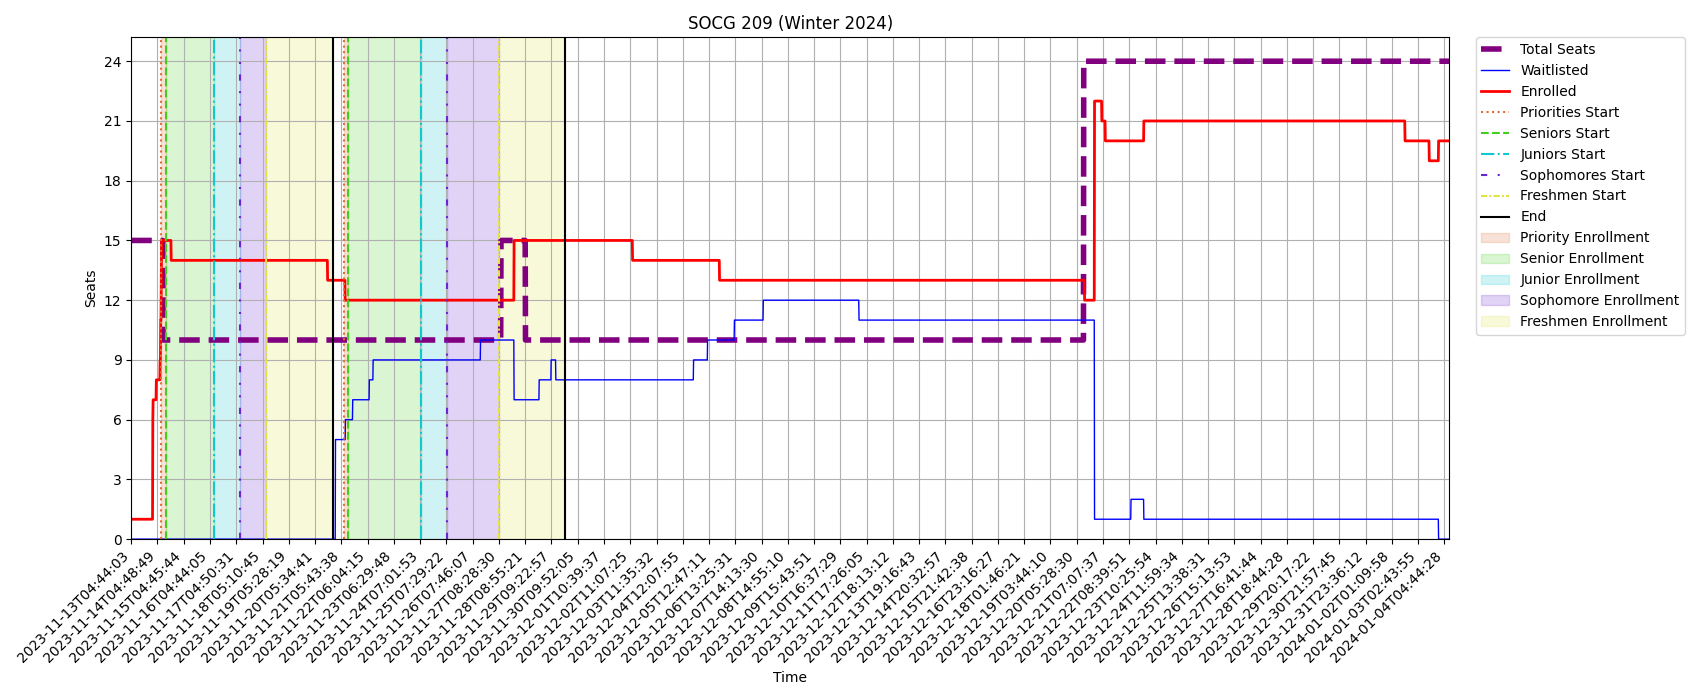 SOCG 209 (Winter 2024)
Seats
24
21
18
15
12
9
6
3
0
2023-11-13T04:44:03
2023-11-14T04:48:49
2023-11-15T04:45:44
2023-11-16T04:44:05
2023-11-17T04:50:31
2023-11-18T05:10:45
2023-11-19T05:28:19
2023-11-20T05:34:41
2023-11-21T05:43:38
2023-11-22T06:04:15
2023-11-23T06:29:48
2023-11-24T07:01:53
2023-11-25T07:29:22
2023-11-26T07:46:07
2023-11-27T08:28:30
2023-11-28T08:55:21
2023-11-29T09:22:57
2023-11-30T09:52:05
2023-12-01T10:39:37
2023-12-02T11:07:25
2023-12-03T11:35:32
2023-12-04T12:07:55
2023-12-05T12:47:11
2023-12-06T13:25:31
2023-12-07T14:13:30
2023-12-08T14:55:10
2023-12-09T15:43:51
2023-12-10T16:37:29
2023-12-11T17:26:05
2023-12-12T18:13:12
2023-12-13T19:16:43
2023-12-14T20:32:57
2023-12-15T21:42:38
2023-12-16T23:16:27
2023-12-18T01:46:21
2023-12-19T03:44:10
2023-12-20T05:28:30
2023-12-21T07:07:37
2023-12-22T08:39:51
2023-12-23T10:25:54
2023-12-24T11:59:34
2023-12-25T13:38:31
2023-12-26T15:13:53
2023-12-27T16:41:44
2023-12-28T18:44:28
2023-12-29T20:17:22
2023-12-30T21:57:45
2023-12-31T23:36:12
2024-01-02T01:09:58
2024-01-03T02:43:55
2024-01-04T04:44:28
Time
Total Seats
Waitlisted
Enrolled
Priorities Start
Seniors Start
Juniors Start
Sophomores Start
Freshmen Start
End
Priority Enrollment
Senior Enrollment
Junior Enrollment
Sophomore Enrollment
Freshmen Enrollment